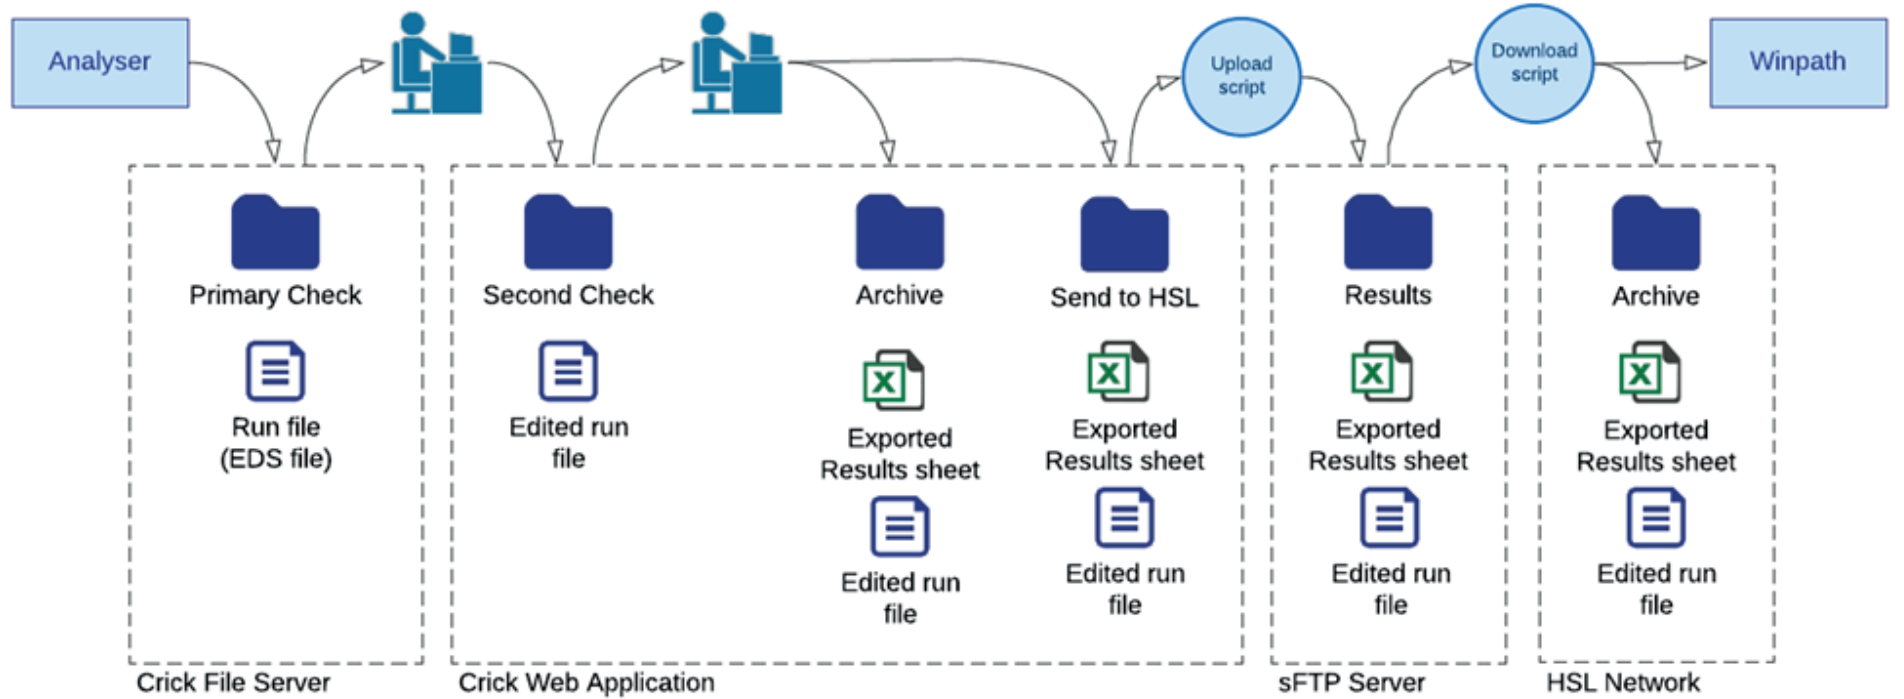 Analyser
Upload
script
Download
script
Winpath
Primary Check
Run file
(EDS file)
Crick File Server
Second Check
Edited run
file
Archive
Exported
Results sheet
Edited run
file
Send to HSL
Exported
Results sheet
Edited run
file
Crick Web Application
Results
Exported
Results sheet
Edited run
file
sFTP Server
Archive
Exported
Results sheet
Edited run
file
HSL Network